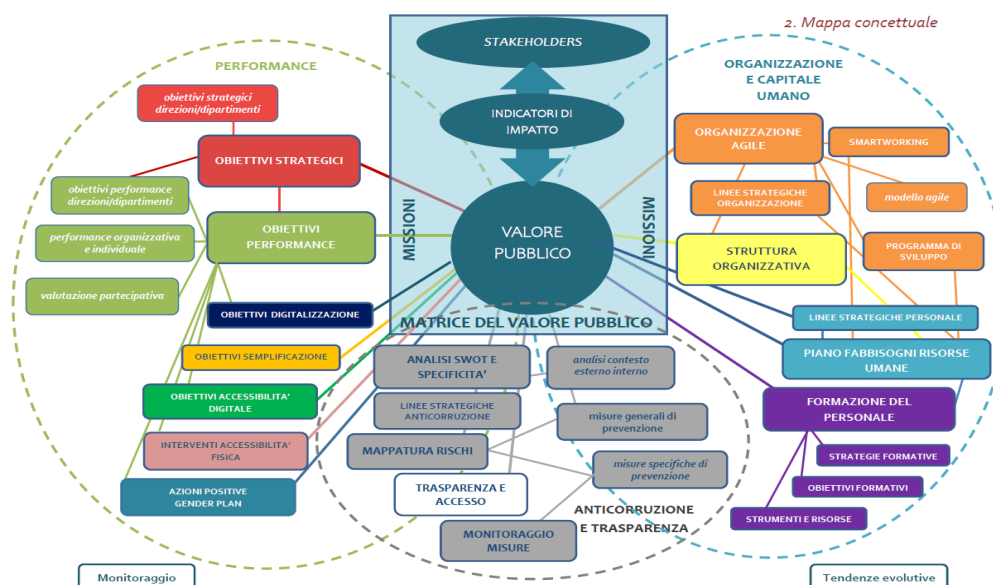 2. Mappa concettuale
STAKEHOLDERS
PERFORMANCE
ORGANIZZAZIONE
E CAPITALE
UMANO
obiettivi strategici
direzioni/dipartimenti
INDICATORI DI
IMPATTO
ORGANIZZAZIONE
AGILE
SMARTWORKING
OBIETTIVI STRATEGICI
obiettivi performance
direzioni/dipartimenti
LINEE STRATEGICHE
ORGANIZZAZIONE
modello agile
MISSIONI
MISSIONI
OBIETTIVI
PERFORMANCE
performance organizzativa
e individuale
VALORE
PUBBLICO
STRUTTURA
ORGANIZZATIVA
PROGRAMMA DI
SVILUPPO
valutazione partecipativa
OBIETTIVI DIGITALIZZAZIONE
MATRICE DEL VALORE PUBBLICO
LINEE STRATEGICHE PERSONALE
OBIETTIVI SEMPLIFICAZIONE
ANALISI SWOT E
SPECIFICITA'
analisi contesto
esterno interno
PIANO FABBISOGNI RISORSE
UMANE
OBIETTIVI ACCESSIBILITA'
DIGITALE
LINEE STRATEGICHE
ANTICORRUZIONE
misure generali di
prevenzione
FORMAZIONE DEL
PERSONALE
INTERVENTI ACCESSIBILITA'
FISICA
MAPPATURA RISCHI
misure specifiche di
prevenzione
STRATEGIE FORMATIVE
AZIONI POSITIVE
GENDER PLAN
TRASPARENZA E
ACCESSO
OBIETTIVI FORMATIVI
ANTICORRUZIONE
E TRASPARENZA
STRUMENTI E RISORSE
MONITORAGGIO
MISURE
Monitoraggio
Tendenze evolutive